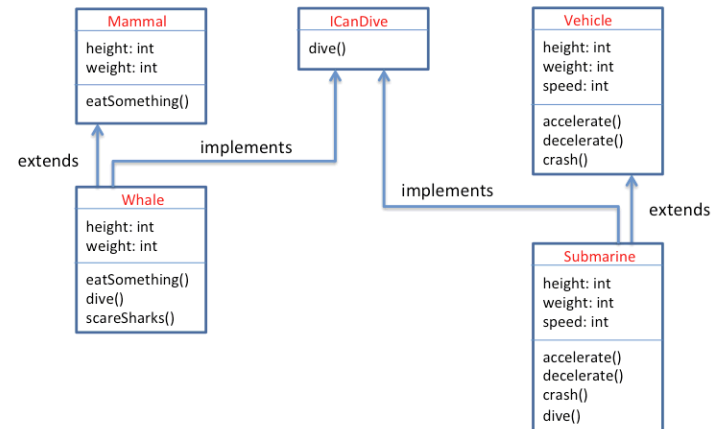 Mammal
height: int
weight: int
eatSomething()
ICanDive
dive()
Vehicle
height: int
weight: int
speed: int
accelerate()
decelerate()
crash()
extends
implements
implements
extends
Whale
height: int
weight: int
eatSomething()
dive()
scareSharks()
Submarine
height: int
weight: int
speed: int
accelerate()
decelerate()
crash()
dive()